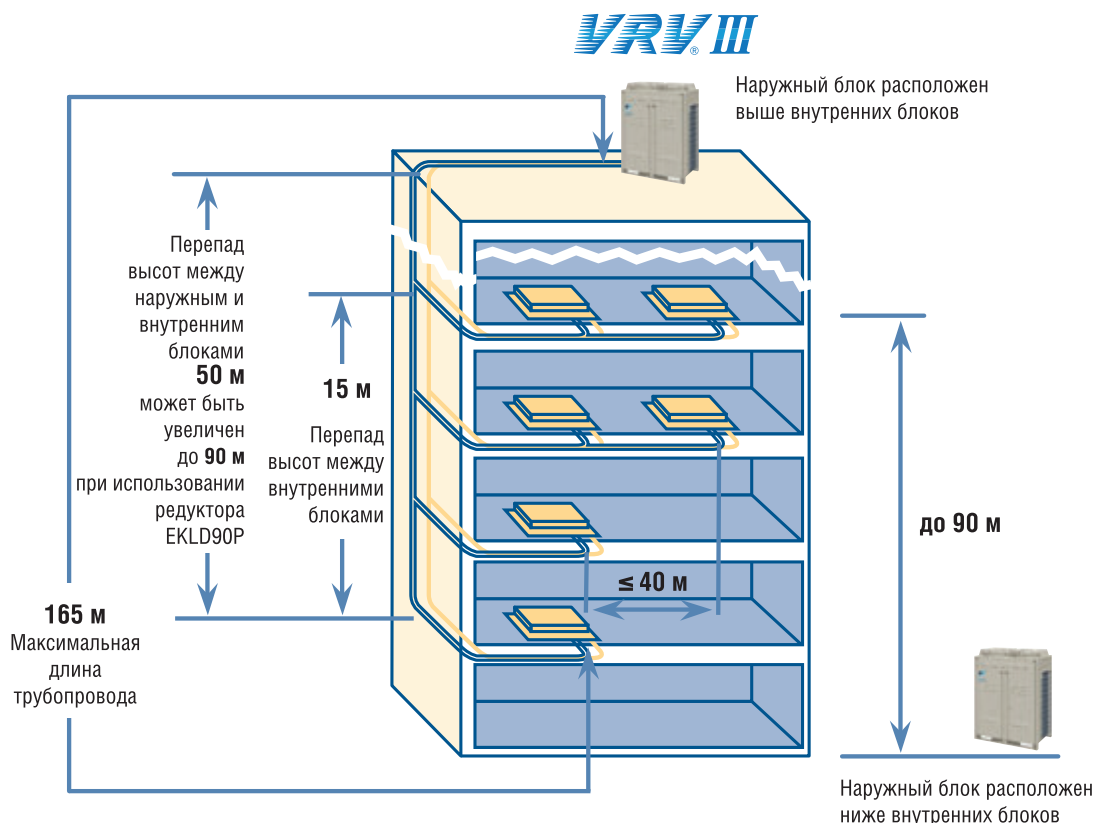 VRV® III
Наружный блок расположен
выше внутренних блоков
Перепад
высот между
наружным и
внутренним
блоками
50 м
может быть
увеличен
до 90 м
при использовании
редуктора
EKLD90P
15 м
Перепад
высот между
внутренними
блоками
до 90 м
≤ 40 м
165 м
Максимальная
длина
трубопровода
Наружный блок расположен
ниже внутренних блоков